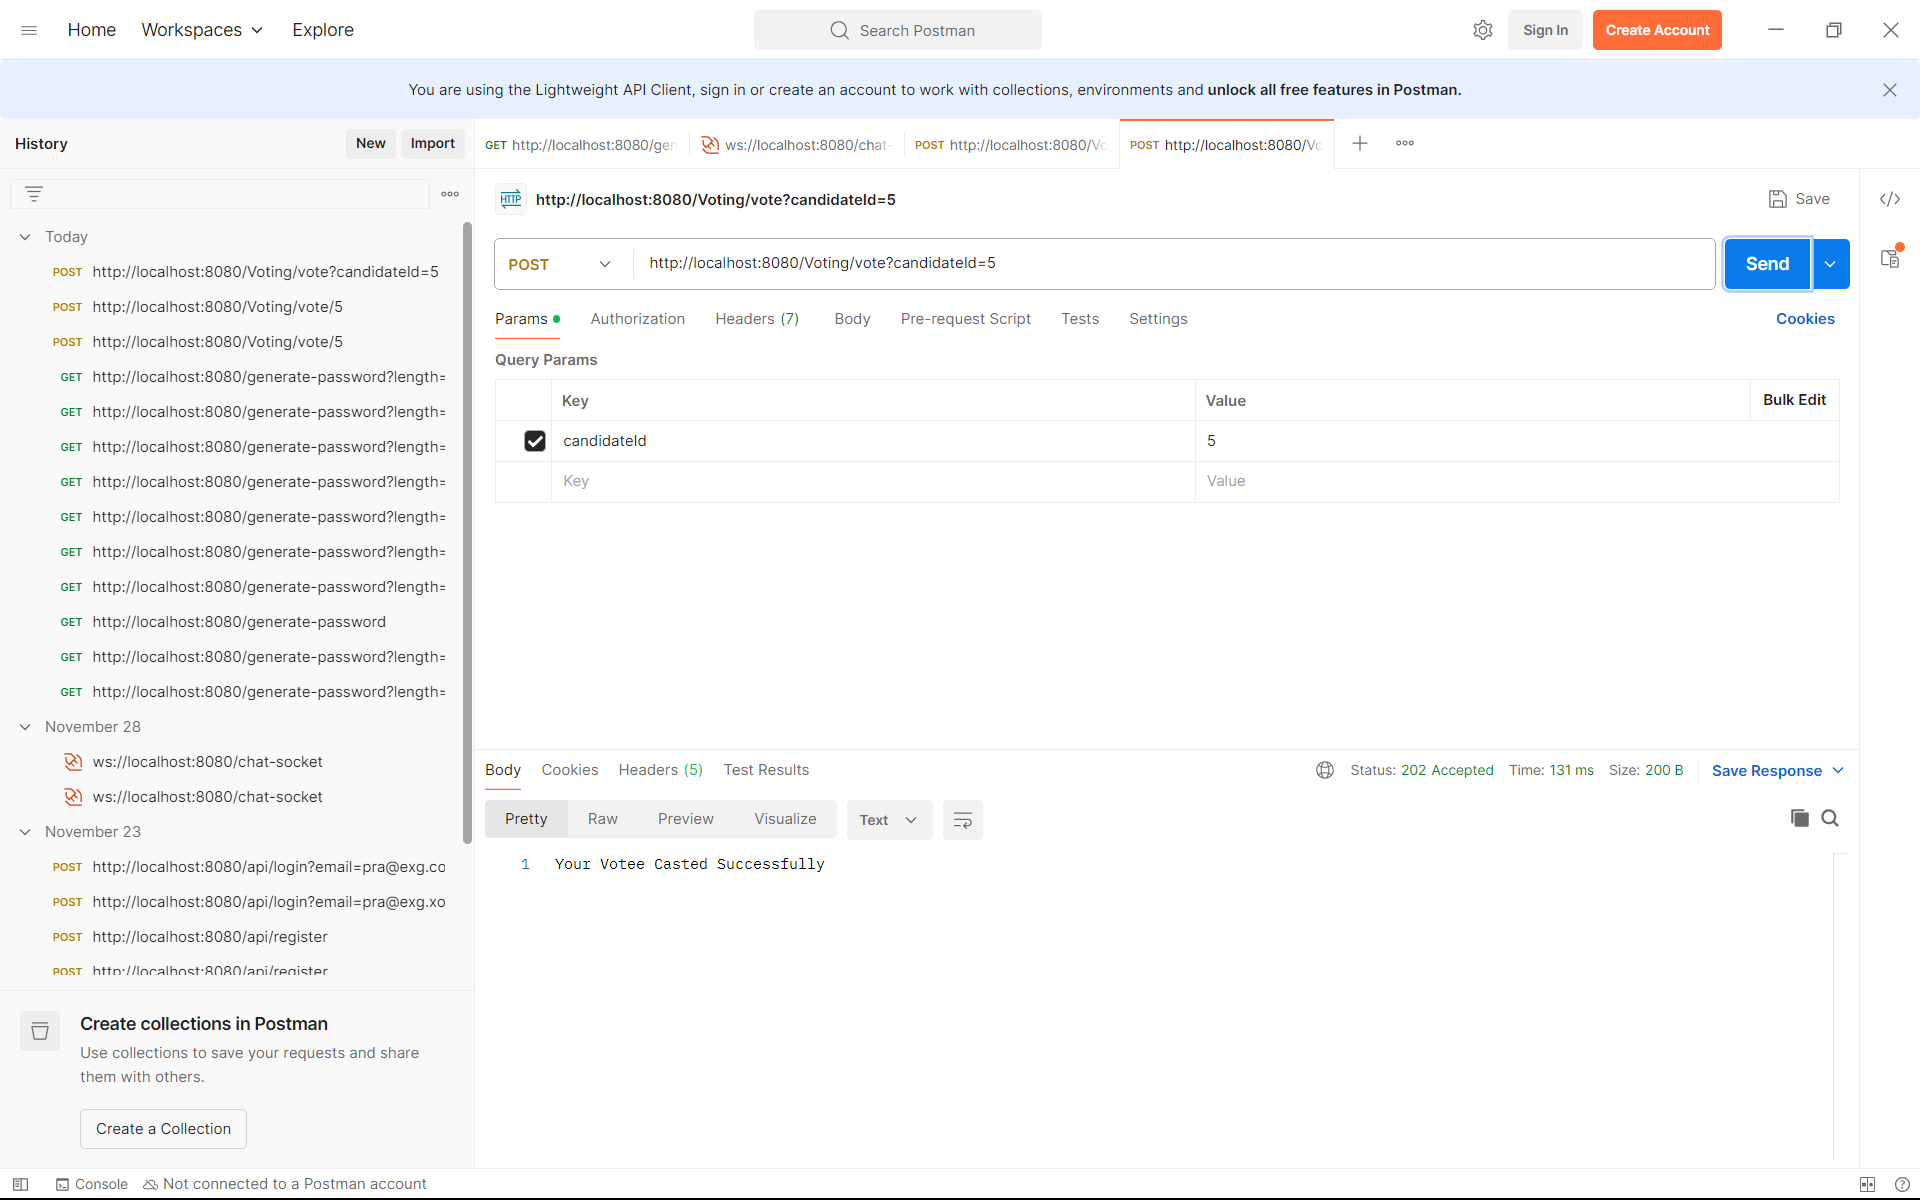 Home Workspaces Explore Search Postman Sign In Create Account
You are using the Lightweight API Client, sign in or create an account to work with collections, environments and unlock all free features in Postman.
History New Import
GET http://localhost:8080/gen
ws://localhost:8080/chat-
POST http://localhost:8080/Vo
POST http://localhost:8080/Vo
Today
POST http://localhost:8080/Voting/vote?candidateId=5
POST http://localhost:8080/Voting/vote/5
POST http://localhost:8080/Voting/vote/5
GET http://localhost:8080/generate-password?length=
GET http://localhost:8080/generate-password?length=
GET http://localhost:8080/generate-password?length=
GET http://localhost:8080/generate-password?length=
GET http://localhost:8080/generate-password?length=
GET http://localhost:8080/generate-password?length=
GET http://localhost:8080/generate-password?length=
GET http://localhost:8080/generate-password
GET http://localhost:8080/generate-password?length=
GET http://localhost:8080/generate-password?length=
November 28
ws://localhost:8080/chat-socket
ws://localhost:8080/chat-socket
November 23
POST http://localhost:8080/api/login?email=pra@exg.co
POST http://localhost:8080/api/login?email=pra@exg.xo
POST http://localhost:8080/api/register
POST http://localhost:8080/api/register
Create collections in Postman
Use collections to save your requests and share
them with others.
Create a Collection
HTTP http://localhost:8080/Voting/vote?candidateId=5 Save
POST http://localhost:8080/Voting/vote?candidateId=5 Send
Params Authorization Headers (7) Body Pre-request Script Tests Settings Cookies
Query Params
Key Value Bulk Edit
candidateId 5
Key Value
Body Cookies Headers (5) Test Results Status: 202 Accepted Time: 131 ms Size: 200 B Save Response
Pretty Raw Preview Visualize Text
1 Your Votee Casted Successfully
Console Not connected to a Postman account